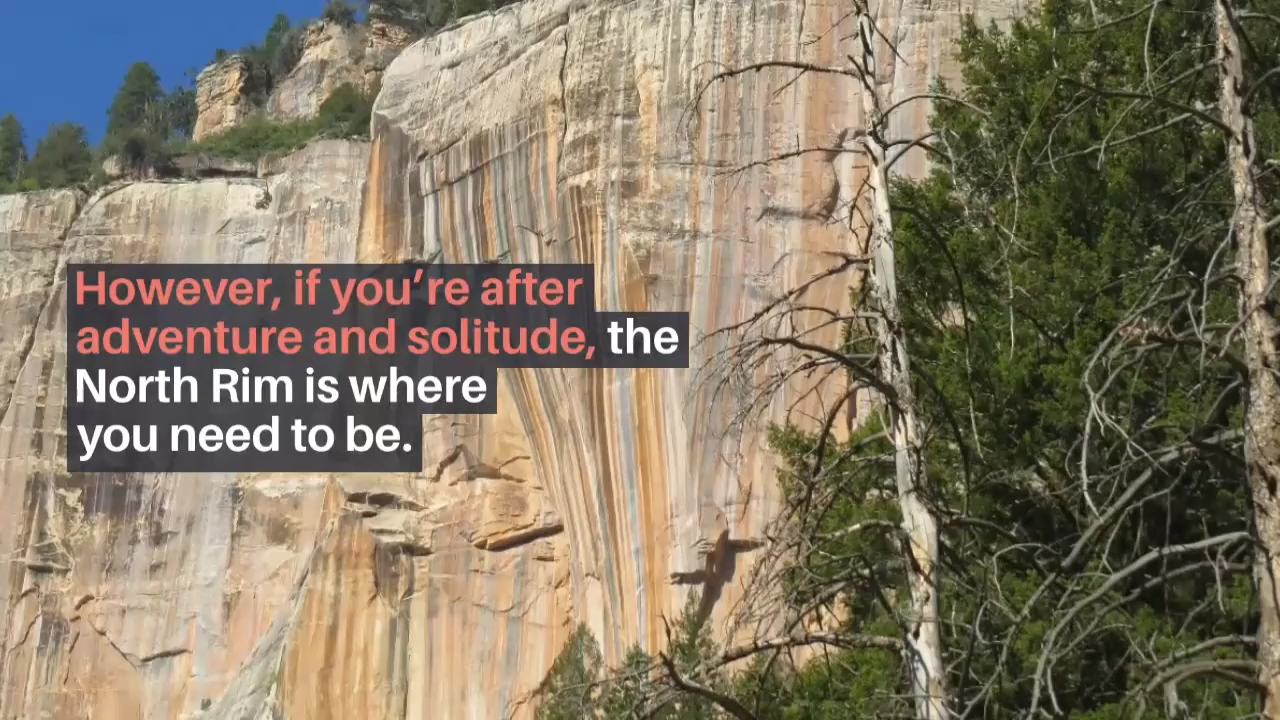 However, if you’re after
adventure and solitude, the
North Rim is where
you need to be.